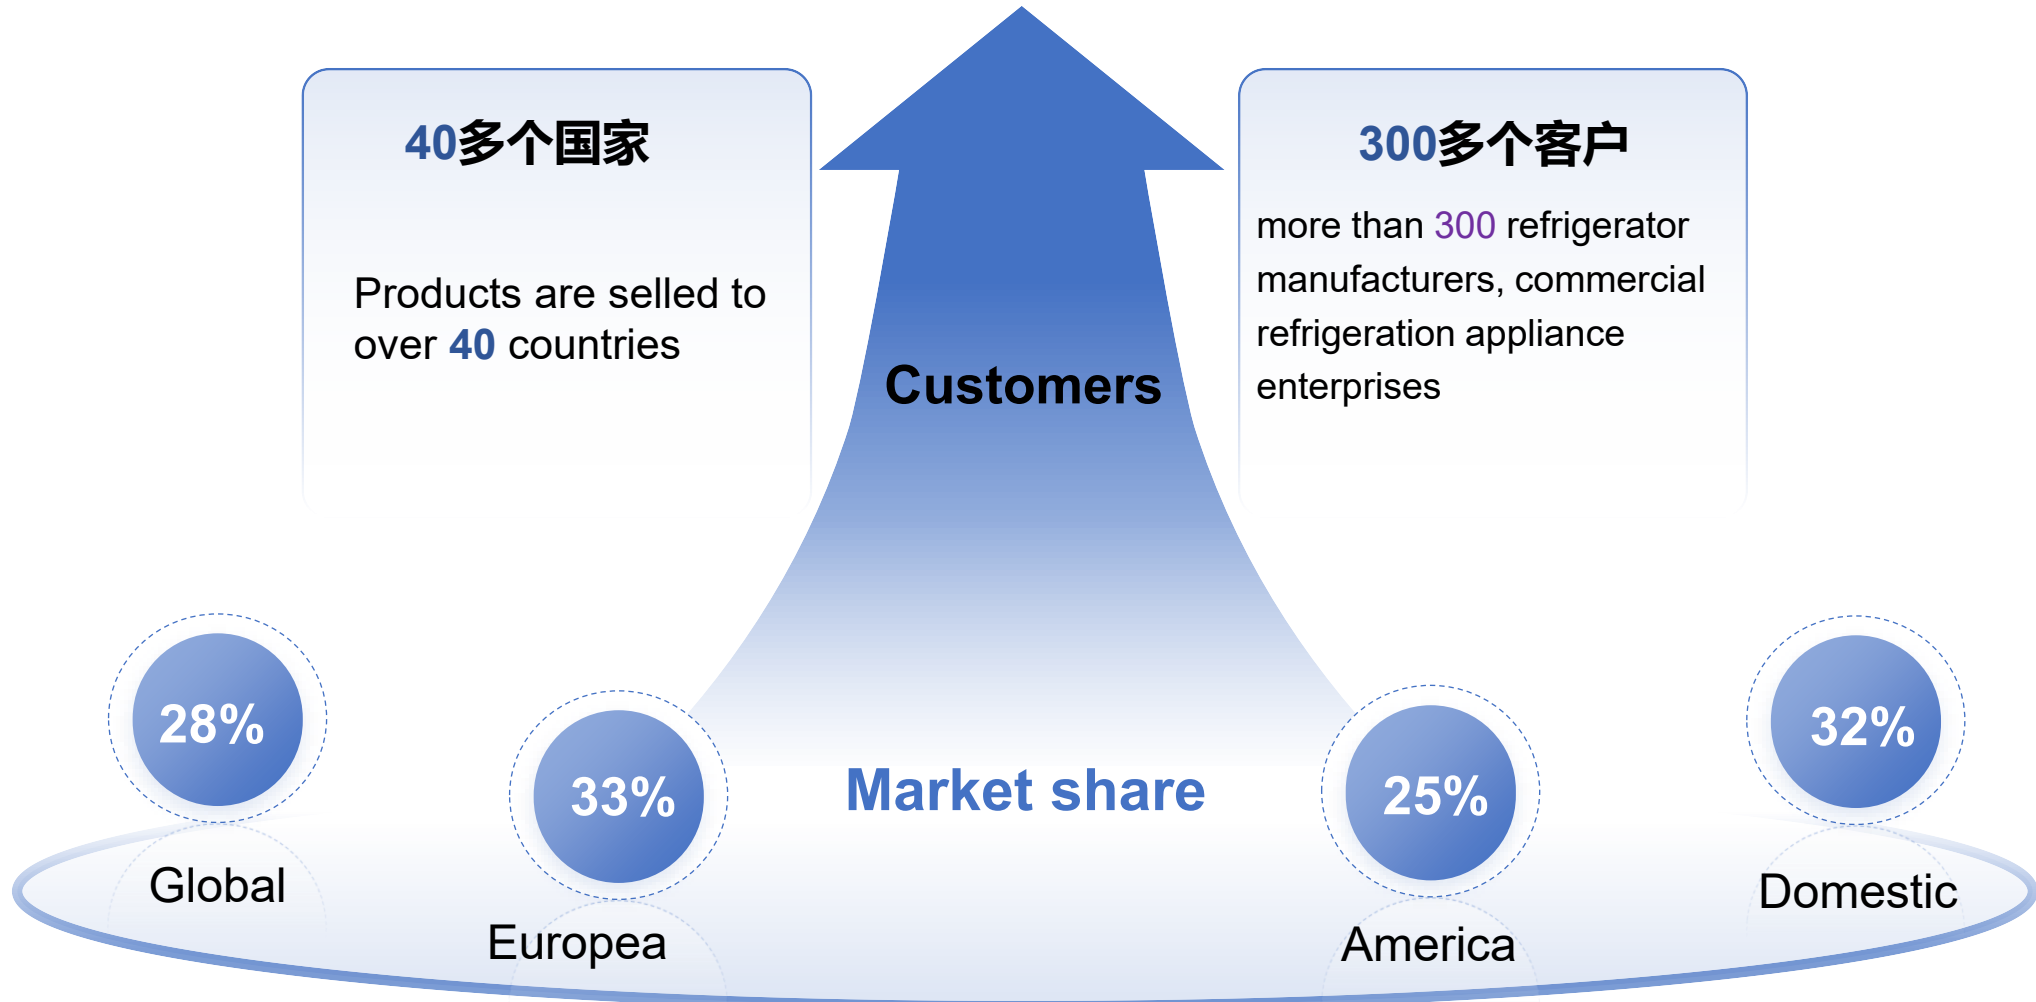 40多个国家
Products are selled to
over 40 countries
300多个客户
more than 300 refrigerator
manufacturers, commercial
refrigeration appliance
enterprises
Customers
Market share
28%
Global
33%
Europea
25%
America
32%
Domestic